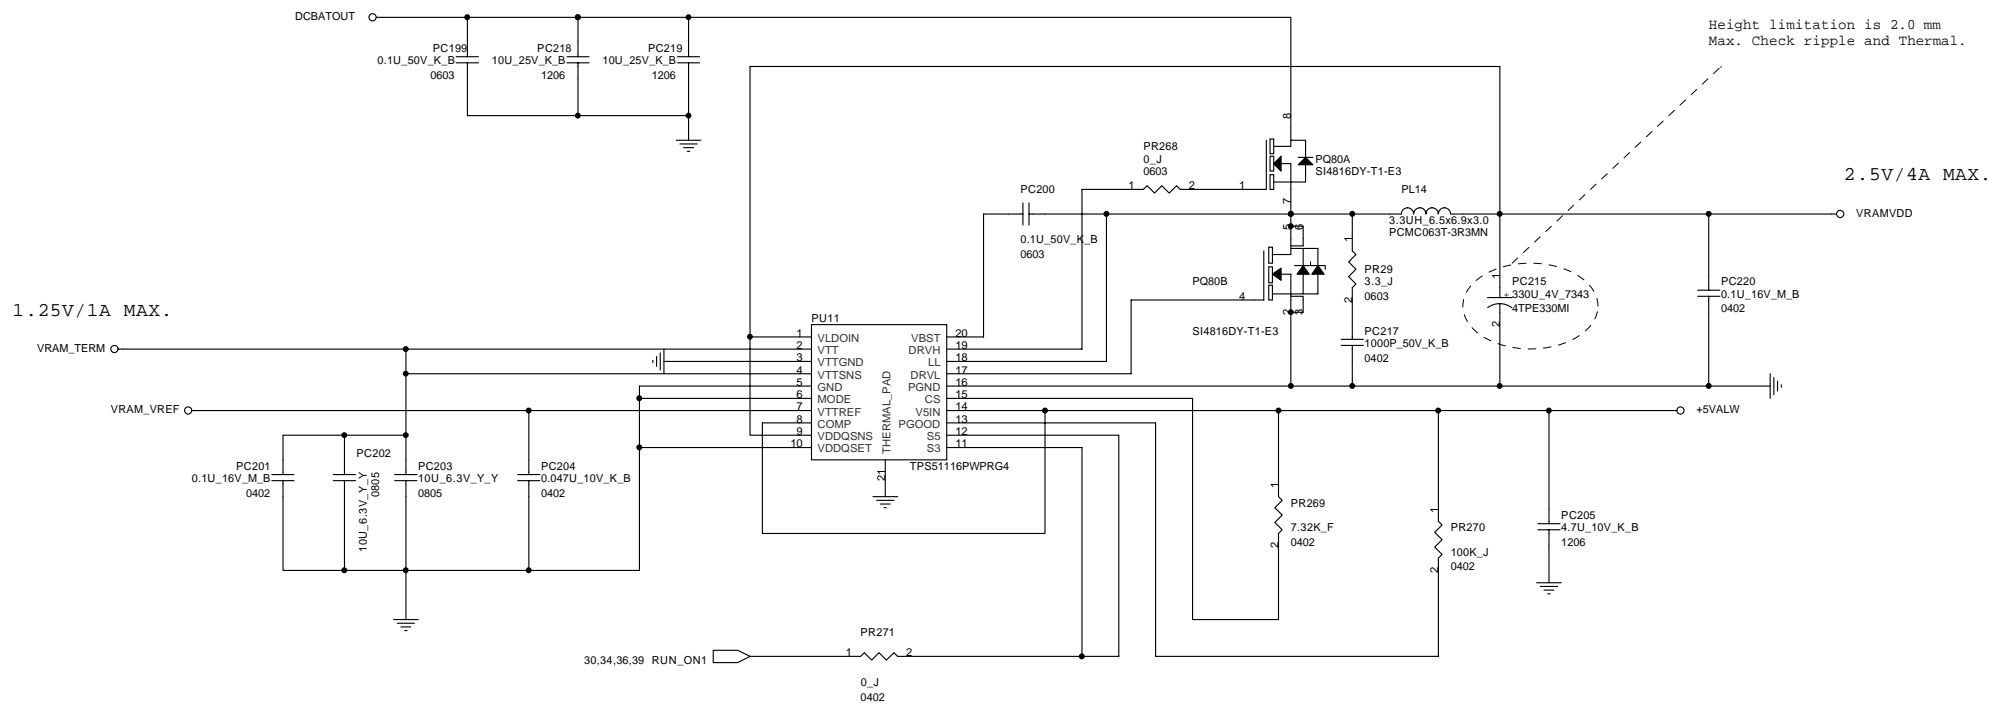 DCBATOUT
PC199
0.1U_50V_K_B
0603
PC218
10U_25V_K_B
1206
PC219
10U_25V_K_B
1206
Height limitation is 2.0 mm
Max. Check ripple and Thermal.
8
PR268
0_J
0603
1 2
1
PQ80A
SI4816DY-T1-E3
7
PC200
0.1U_50V_K_B
0603
PL14
3.3UH_6.5x6.9x3.0
PCMC063T-3R3MN
2.5V/4A MAX.
VRAMVDD
5 6
PQ80B
4
SI4816DY-T1-E3
2 3
1
PR29
3.3_J
0603
2
PC217
1000P_50V_K_B
0402
1
PC215
+
330U_4V_7343
4TPE330MI
2
PC220
0.1U_16V_M_B
0402
1.25V/1A MAX.
VRAM_TERM
VRAM_VREF
PU11
1 VLDOIN
2 VTT
3 VTTGND
4 VTTSNS
5 GND
6 MODE
7 VTTREF
8 COMP
9 VDDQSNS
10 VDDQSET
THERMAL_PAD
21
VBST 20
DRVH 19
LL 18
DRVL 17
PGND 16
CS 15
V5IN 14
PGOOD 13
S5 12
S3 11
TPS51116PWPRG4
+5VALW
PC201
0.1U_16V_M_B
0402
PC202
10U_6.3V_Y_Y
0805
PC203
10U_6.3V_Y_Y
0805
PC204
0.047U_10V_K_B
0402
1
PR269
7.32K_F
0402
2
1
PR270
100K_J
0402
2
PC205
4.7U_10V_K_B
1206
30,34,36,39 RUN_ON1
PR271
1 2
0_J
0402